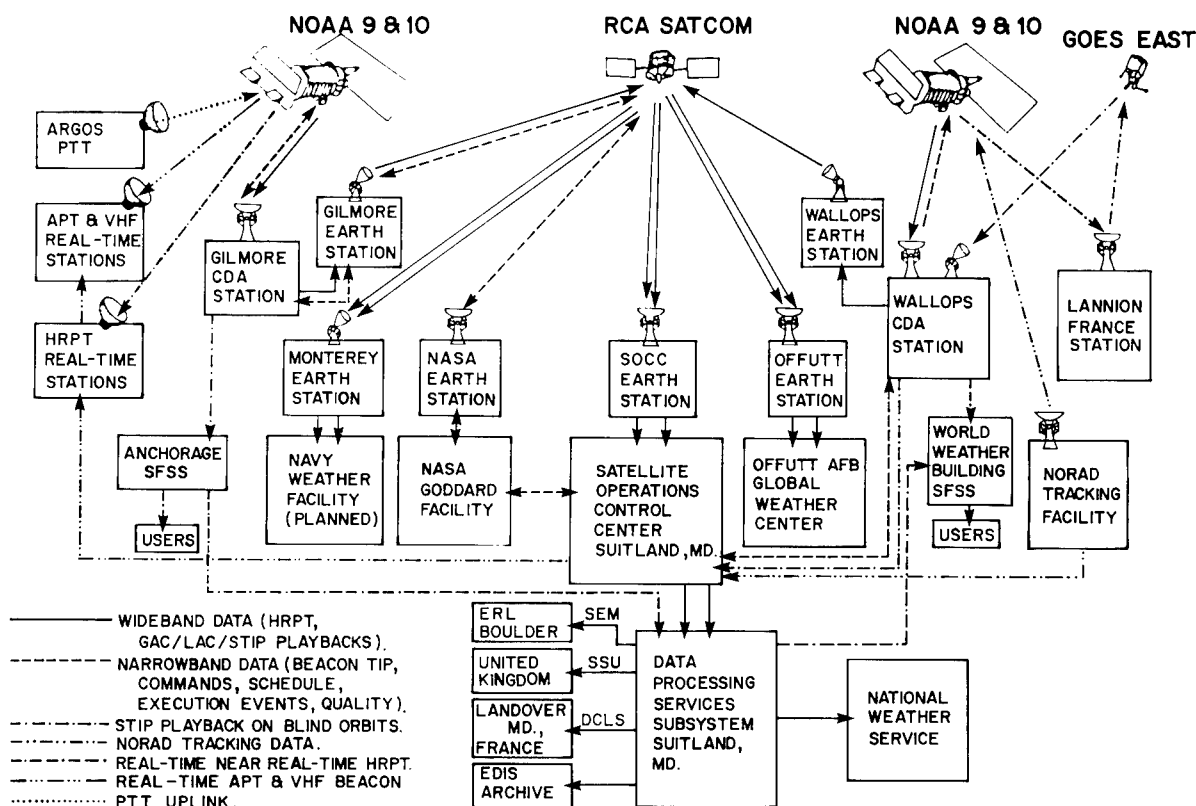 NOAA 9 & 10
RCA SATCOM
NOAA 9 & 10
GOES EAST
ARGOS
PTT
APT & VHF
REAL-TIME
STATIONS
GILMORE
CDA
STATION
GILMORE
EARTH
STATION
WALLOPS
EARTH
STATION
WALLOPS
CDA
STATION
LANNION
FRANCE
STATION
HRPT
REAL-TIME
STATIONS
MONTEREY
EARTH
STATION
NASA
EARTH
STATION
SOCC
EARTH
STATION
OFFUTT
EARTH
STATION
ANCHORAGE
SFSS
USERS
NAVY
WEATHER
FACILITY
(PLANNED)
NASA
GODDARD
FACILITY
SATELLITE
OPERATIONS
CONTROL
CENTER
SUITLAND, MD.
OFFUTT AFB
GLOBAL
WEATHER
CENTER
WORLD
WEATHER
BUILDING
SFSS
USERS
NORAD
TRACKING
FACILITY
WIDEBAND DATA (HRPT,
GAC/LAC/STIP PLAYBACKS).
NARROWBAND DATA (BEACON TIP,
COMMANDS, SCHEDULE,
EXECUTION EVENTS, QUALITY).
STIP PLAYBACK ON BLIND ORBITS.
NORAD TRACKING DATA.
REAL-TIME NEAR REAL-TIME HRPT.
REAL-TIME APT & VHF BEACON
PTT UPLINK.
ERL
BOULDER
SEM
UNITED
KINGDOM
SSU
LANDOVER
MD.,
FRANCE
DCLS
EDIS
ARCHIVE
DATA
PROCESSING
SERVICES
SUBSYSTEM
SUITLAND,
MD.
NATIONAL
WEATHER
SERVICE